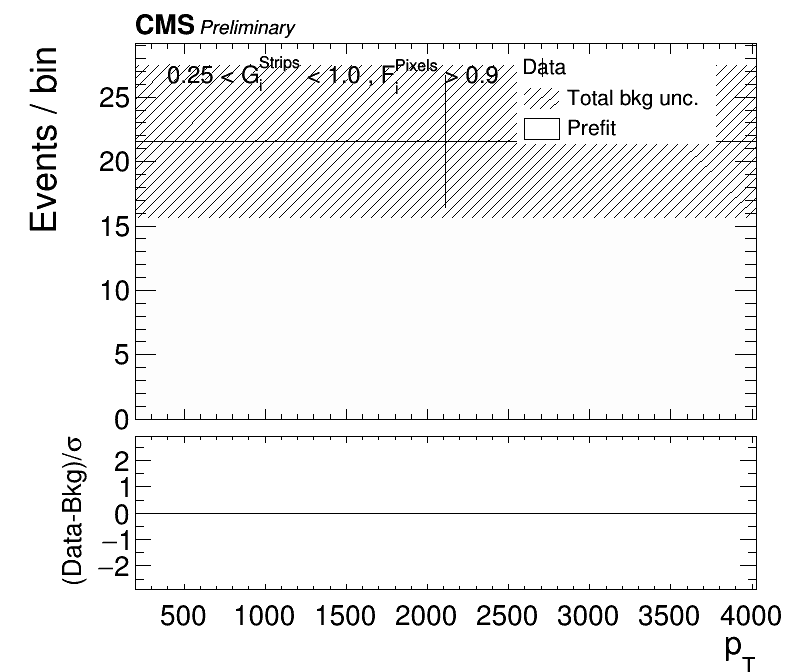 CMS Preliminary
Events / bin
0.25 < G_i^Strips < 1.0 , F_i^Pixels > 0.9
Data
Total bkg unc.
Prefit
25
20
15
10
5
0
(Data-Bkg)/σ
2
1
0
−1
−2
500 1000 1500 2000 2500 3000 3500 4000
p_T